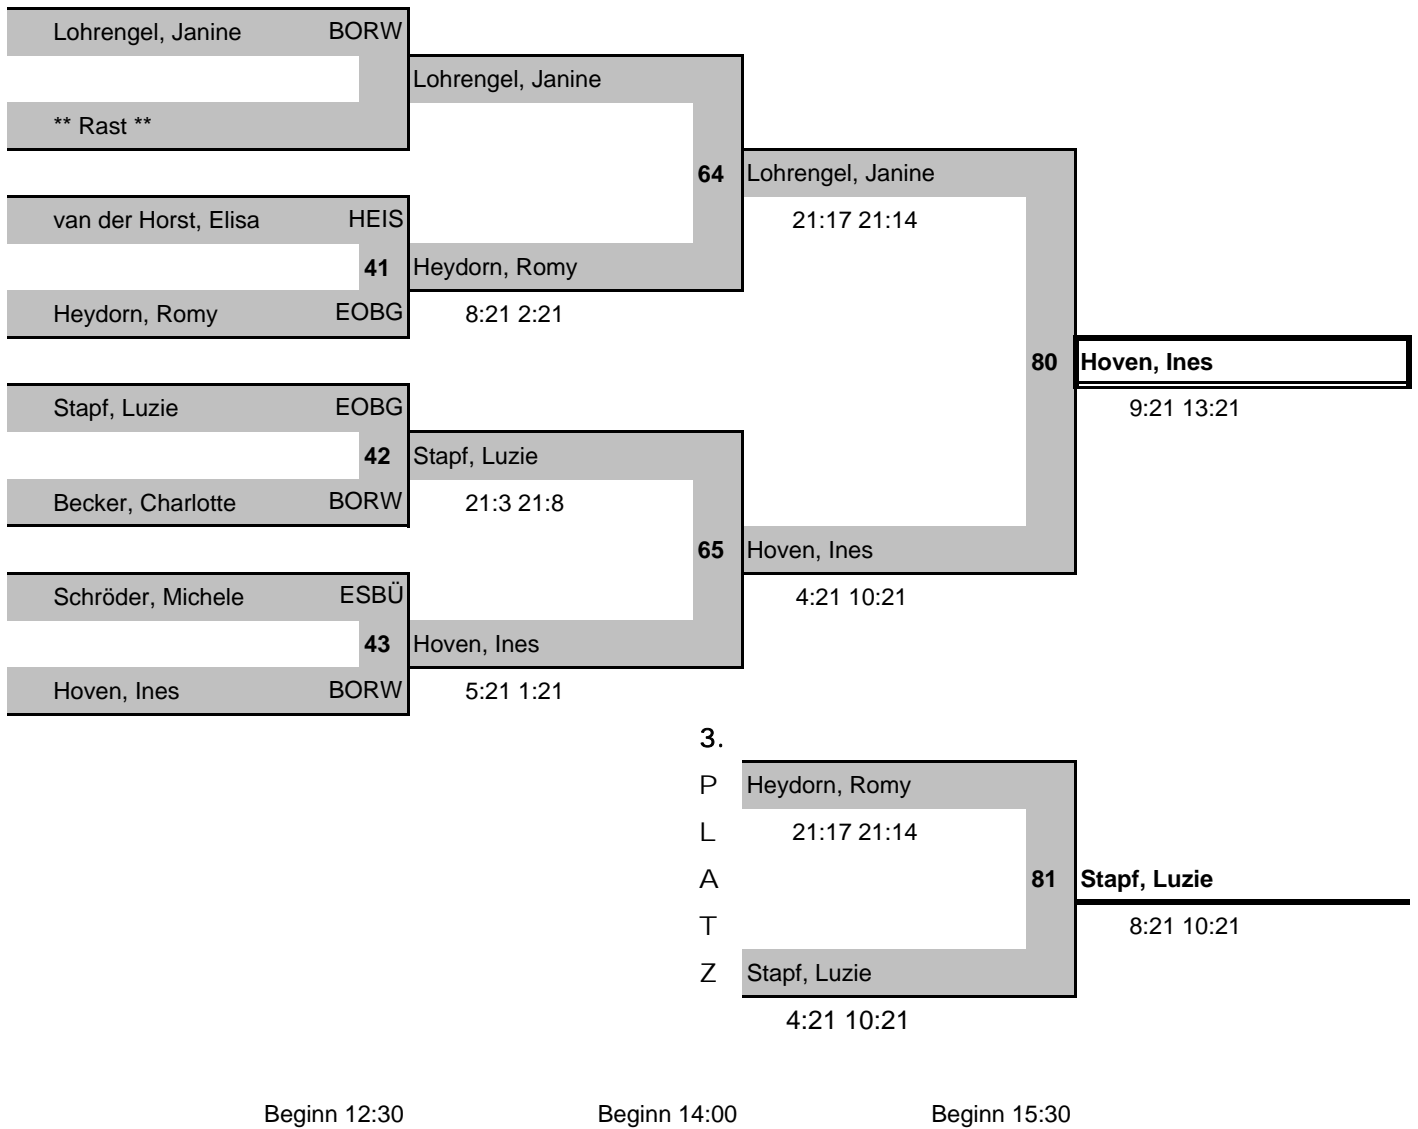 Lohrengel, Janine BORW
Lohrengel, Janine
** Rast **
64 Lohrengel, Janine
van der Horst, Elisa HEIS 21:17 21:14
41 Heydorn, Romy
Heydorn, Romy EOBG 8:21 2:21
80 Hoven, Ines
Stapf, Luzie EOBG 9:21 13:21
42 Stapf, Luzie
Becker, Charlotte BORW 21:3 21:8
65 Hoven, Ines
Schröder, Michele ESBÜ 4:21 10:21
43 Hoven, Ines
Hoven, Ines BORW 5:21 1:21
3.
P Heydorn, Romy
L 21:17 21:14
A 81 Stapf, Luzie
T 8:21 10:21
Z Stapf, Luzie
4:21 10:21
Beginn 12:30 Beginn 14:00 Beginn 15:30